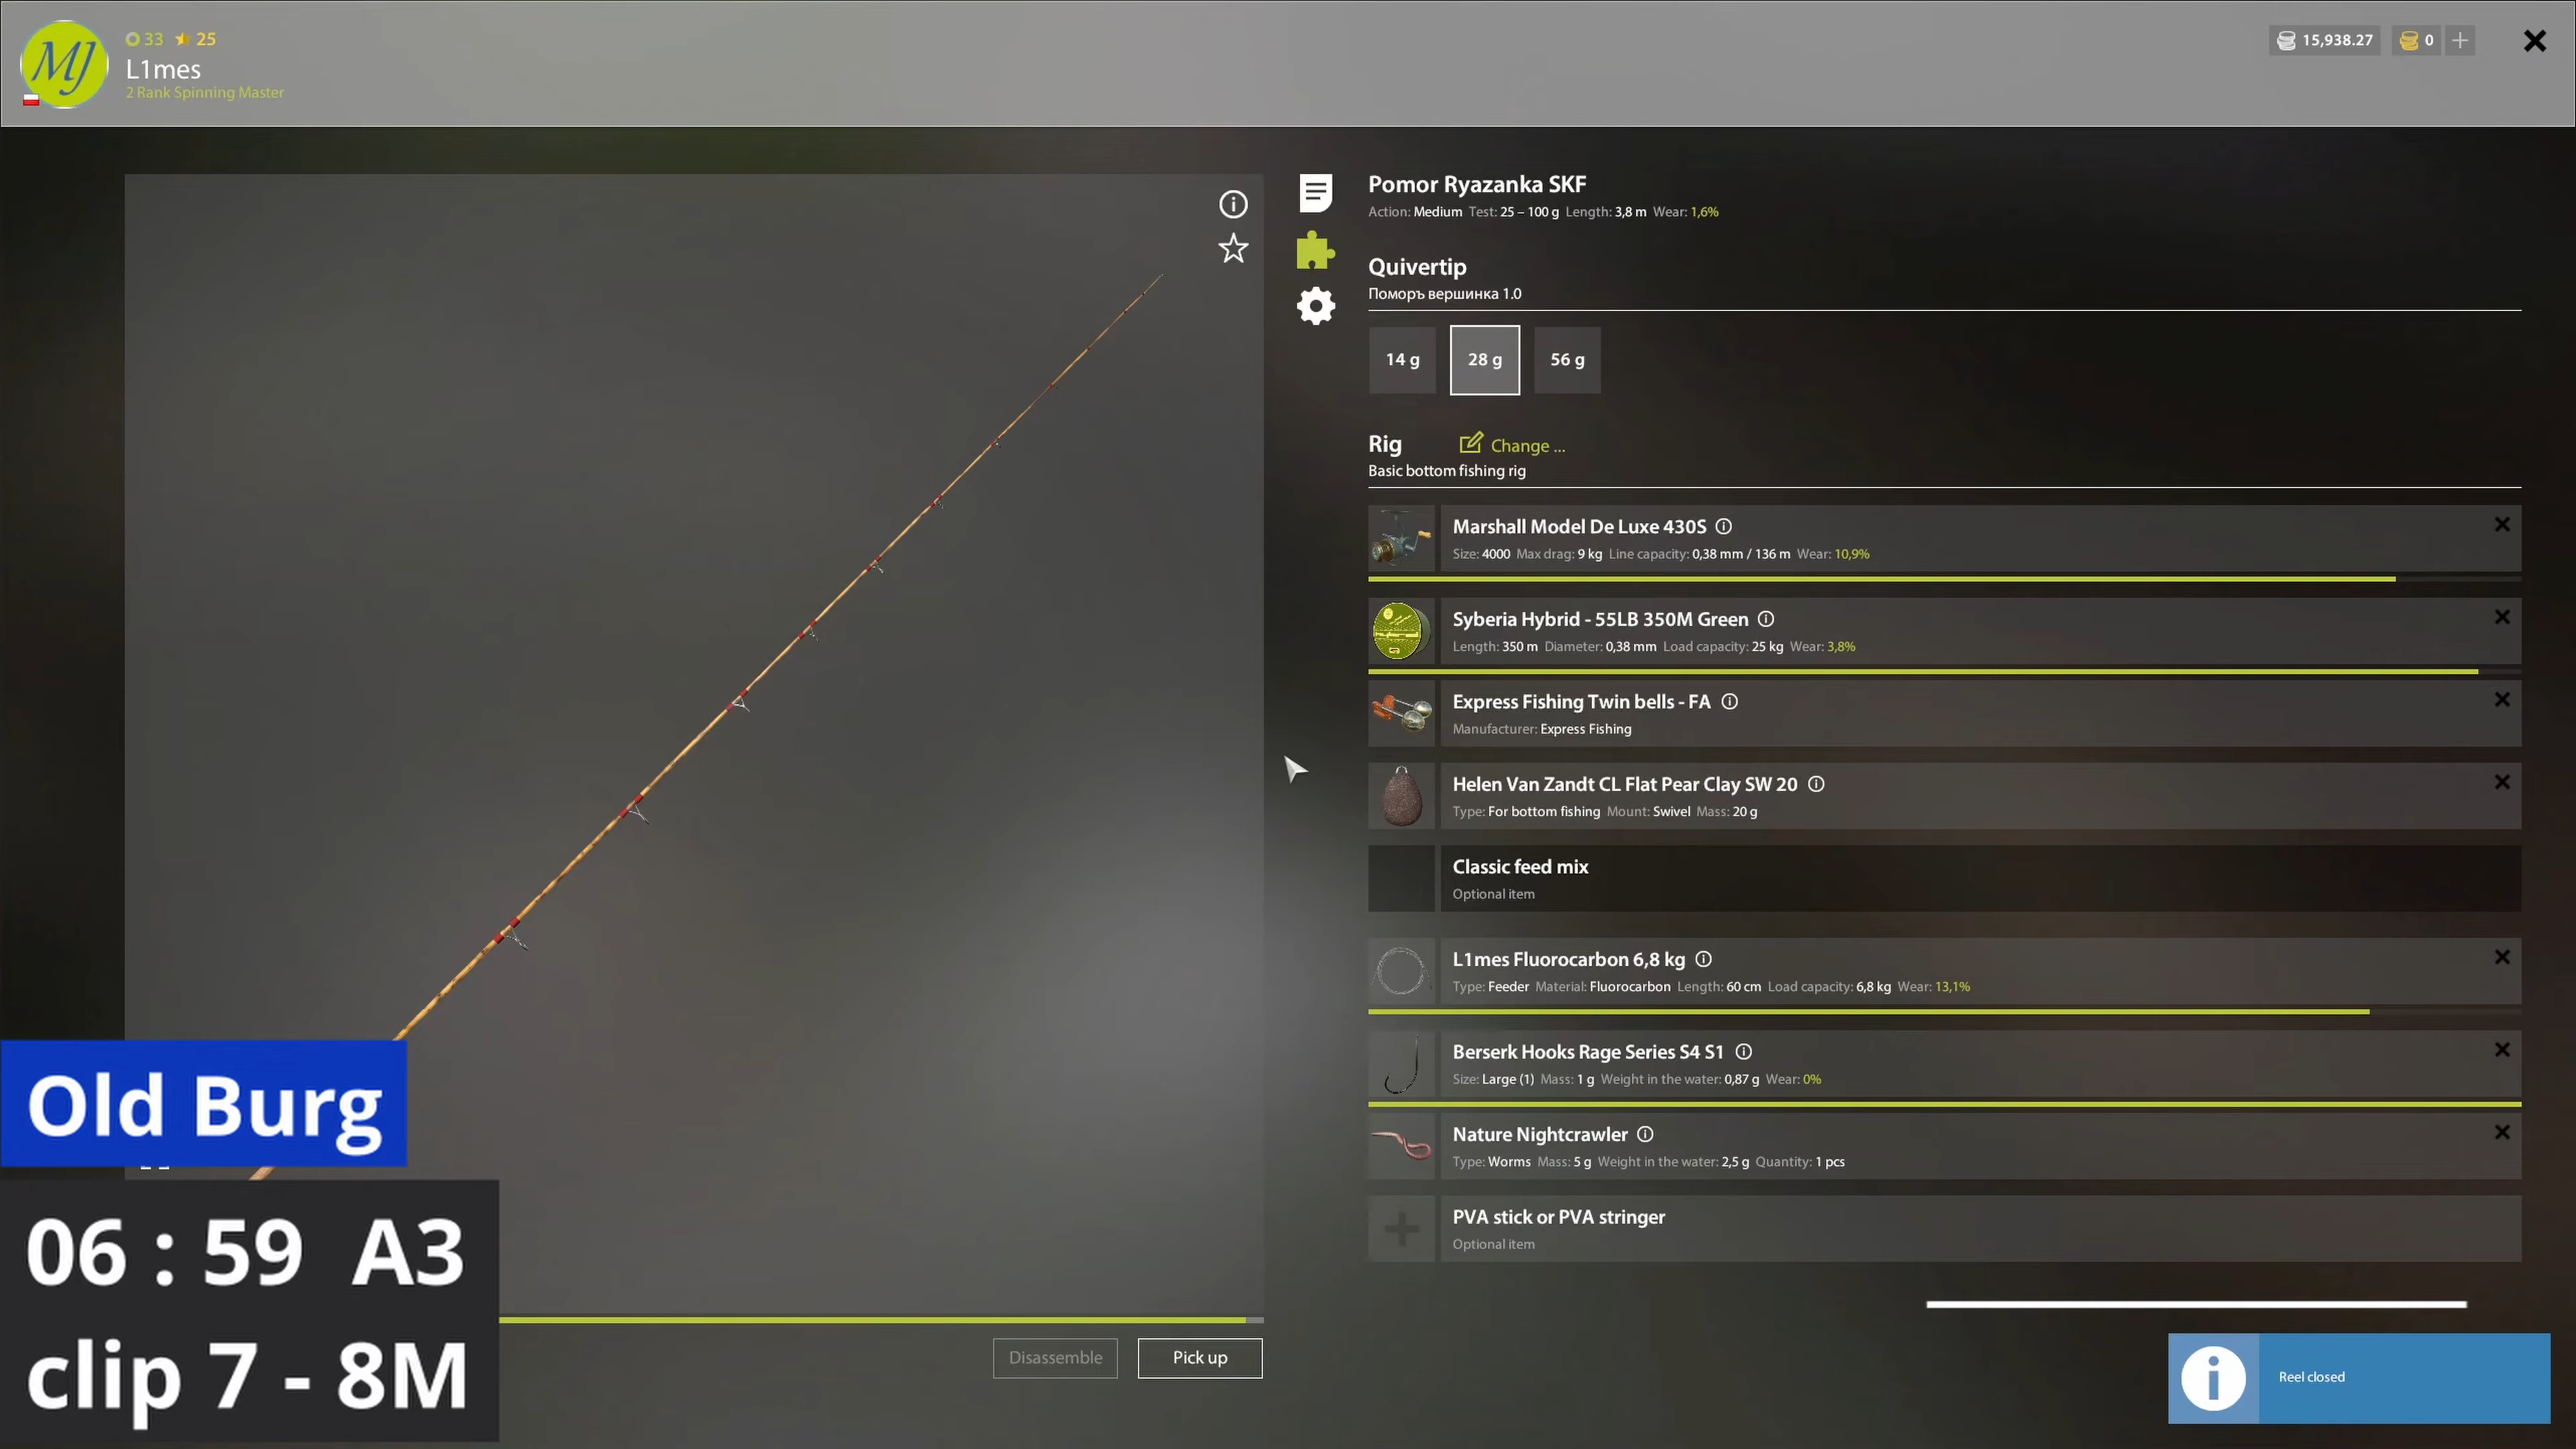 MJ
33 25
L1mes
2 Rank Spinning Master
15,938.27 0
Pomor Ryazanka SKF
Action: Medium Test: 25 – 100 g Length: 3,8 m Wear: 1,6%
Quivertip
Поморъ вершинка 1.0
14 g 28 g 56 g
Rig Change ...
Basic bottom fishing rig
Marshall Model De Luxe 430S
Size: 4000 Max drag: 9 kg Line capacity: 0,38 mm / 136 m Wear: 10,9%
Syberia Hybrid - 55LB 350M Green
Length: 350 m Diameter: 0,38 mm Load capacity: 25 kg Wear: 3,8%
Express Fishing Twin bells - FA
Manufacturer: Express Fishing
Helen Van Zandt CL Flat Pear Clay SW 20
Type: For bottom fishing Mount: Swivel Mass: 20 g
Classic feed mix
Optional item
L1mes Fluorocarbon 6,8 kg
Type: Feeder Material: Fluorocarbon Length: 60 cm Load capacity: 6,8 kg Wear: 13,1%
Berserk Hooks Rage Series S4 S1
Size: Large (1) Mass: 1 g Weight in the water: 0,87 g Wear: 0%
Nature Nightcrawler
Type: Worms Mass: 5 g Weight in the water: 2,5 g Quantity: 1 pcs
PVA stick or PVA stringer
Optional item
Old Burg
06 : 59 A3
clip 7 - 8M
Disassemble Pick up
Reel closed